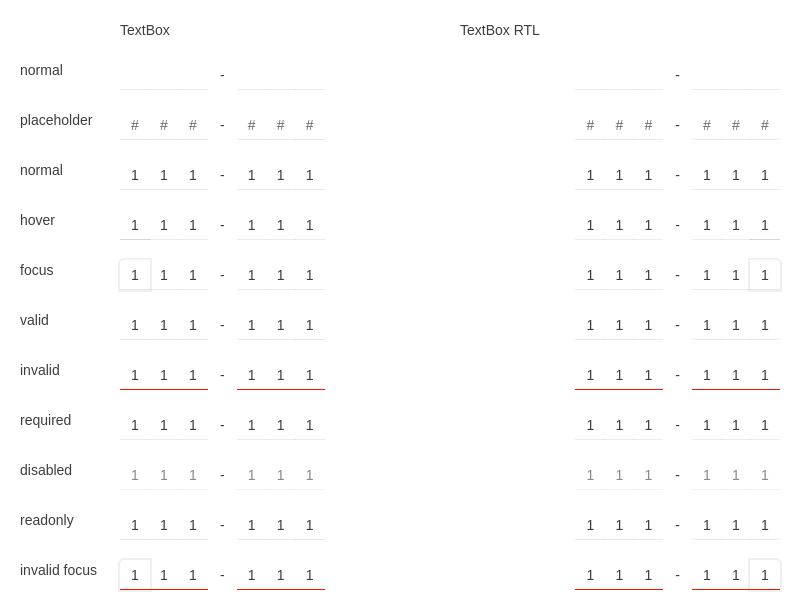 TextBox TextBox RTL
normal - -
placeholder # # # - # # # # # # - # # #
normal 1 1 1 - 1 1 1 1 1 1 - 1 1 1
hover 1 1 1 - 1 1 1 1 1 1 - 1 1 1
focus 1 1 1 - 1 1 1 1 1 1 - 1 1 1
valid 1 1 1 - 1 1 1 1 1 1 - 1 1 1
invalid 1 1 1 - 1 1 1 1 1 1 - 1 1 1
required 1 1 1 - 1 1 1 1 1 1 - 1 1 1
disabled 1 1 1 - 1 1 1 1 1 1 - 1 1 1
readonly 1 1 1 - 1 1 1 1 1 1 - 1 1 1
invalid focus 1 1 1 - 1 1 1 1 1 1 - 1 1 1